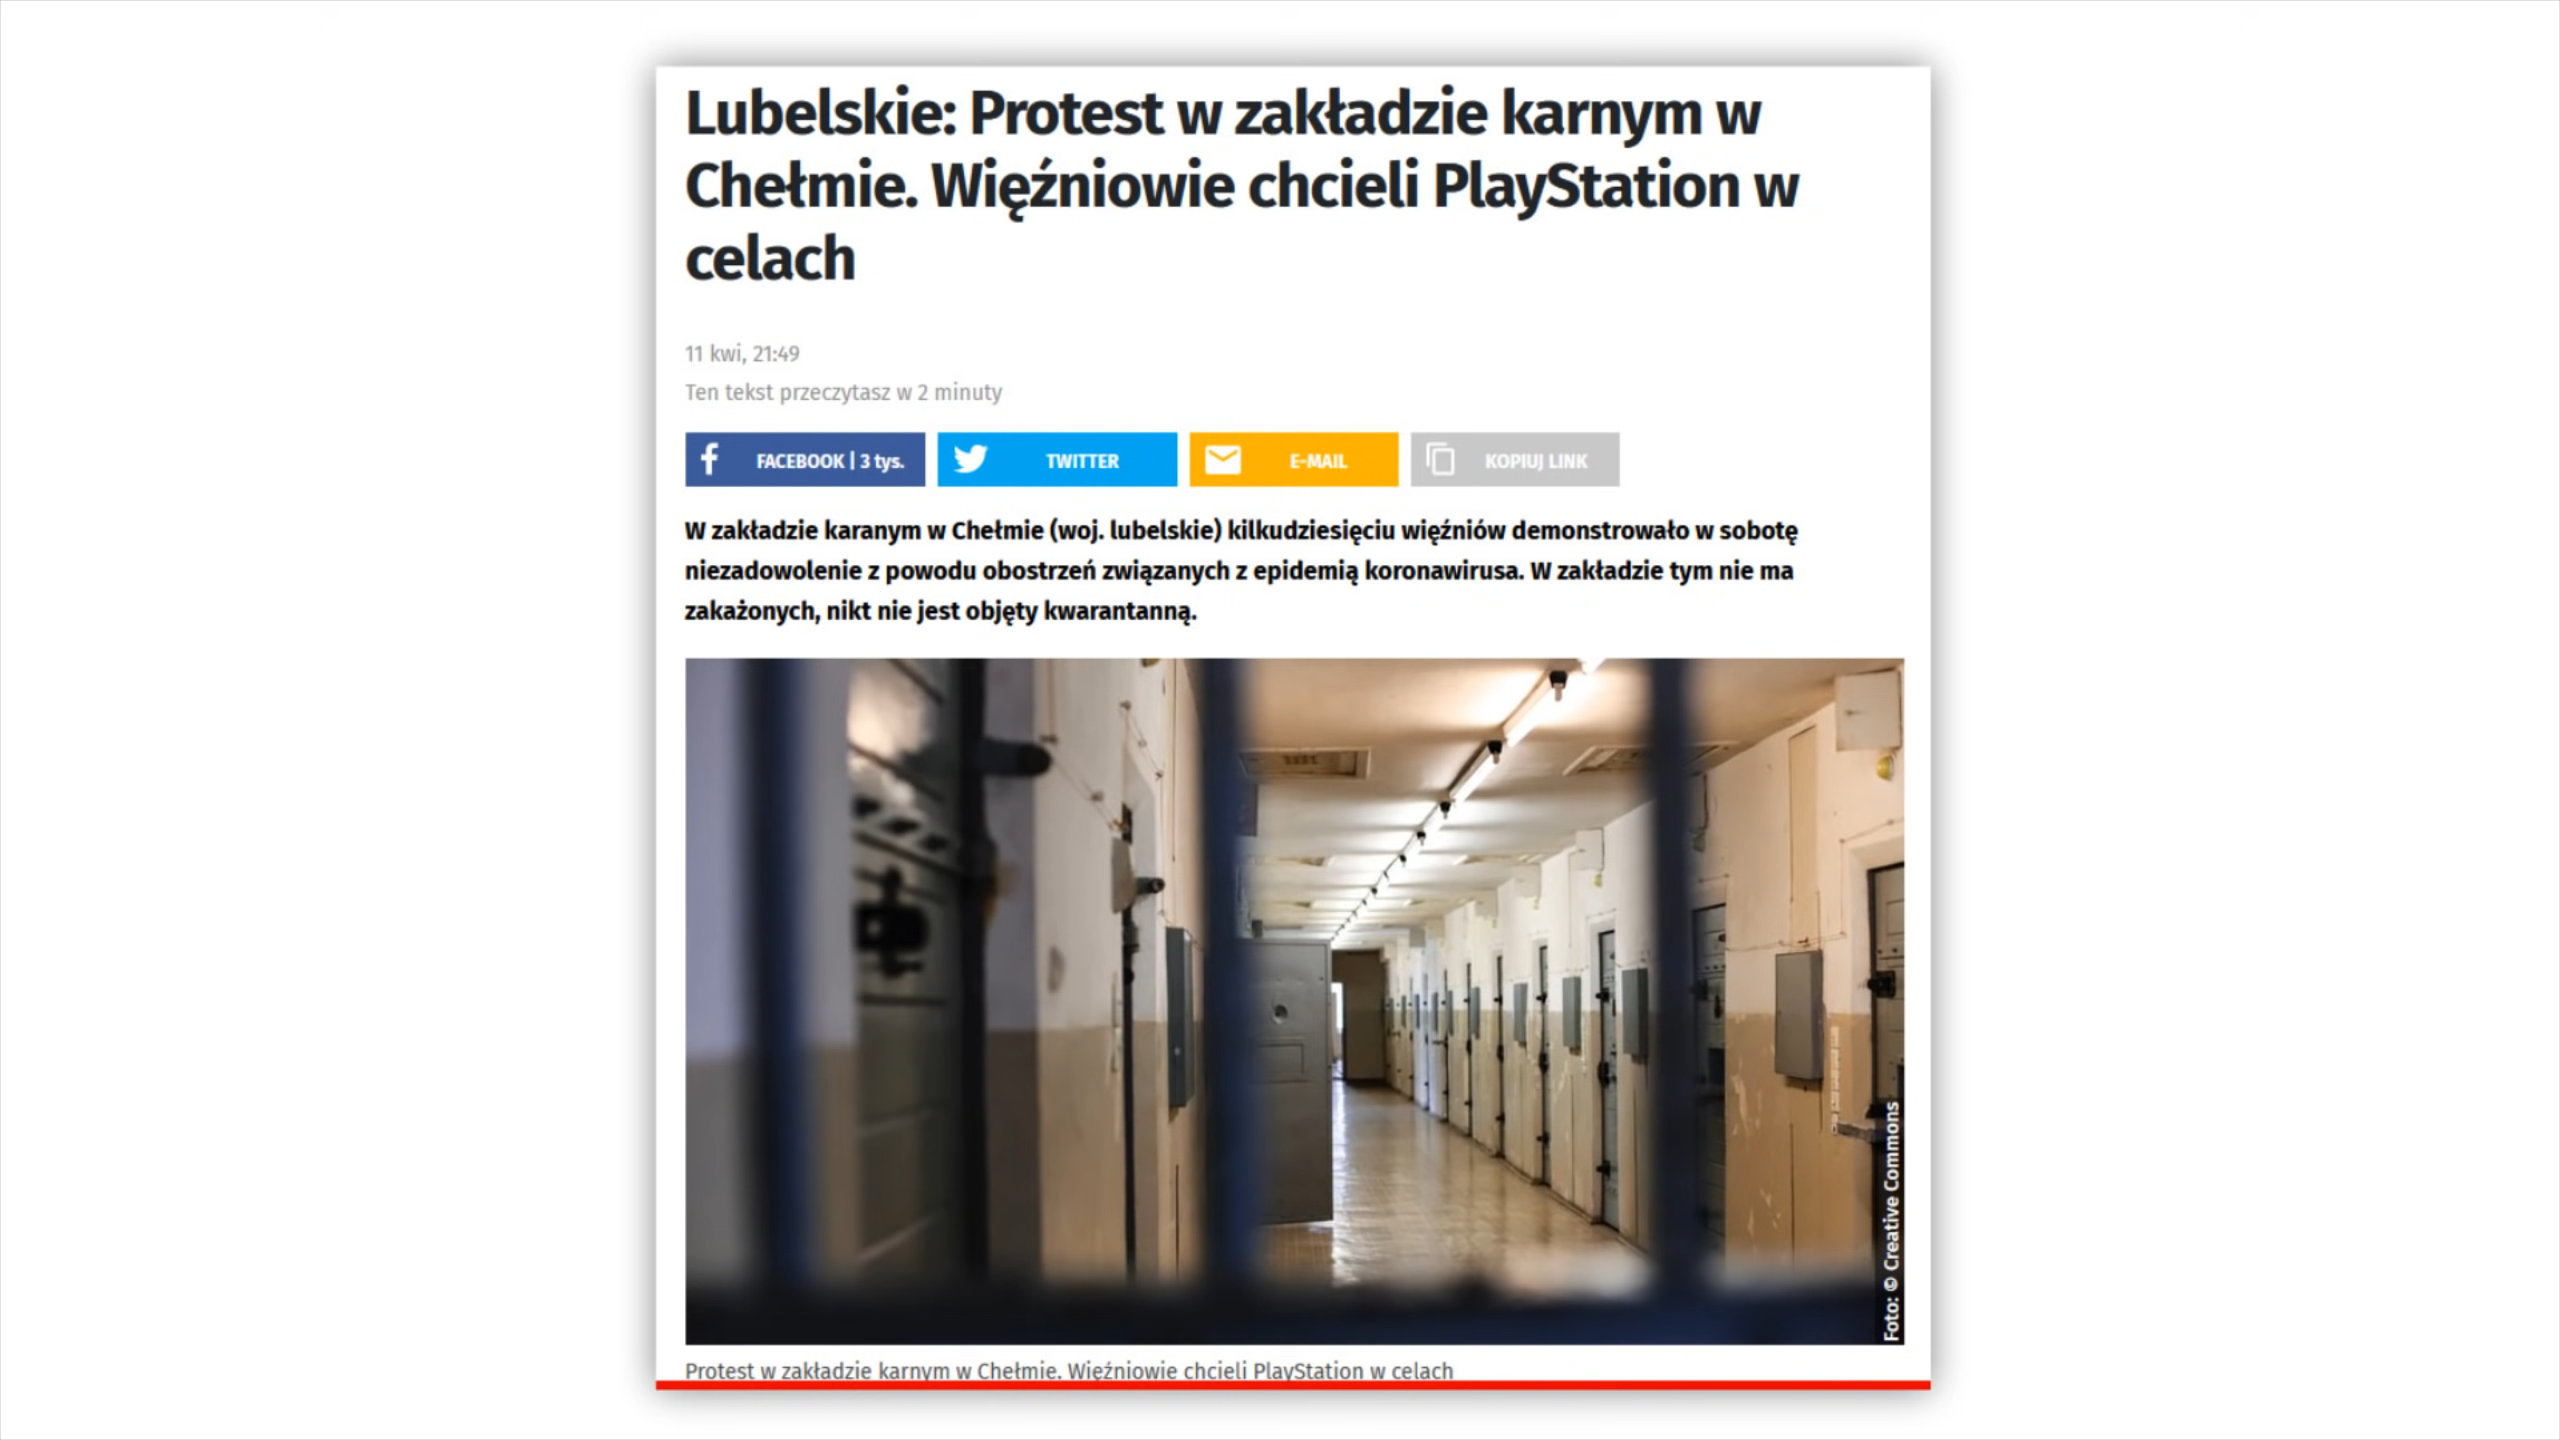 Lubelskie: Protest w zakładzie karnym w
Chełmie. Więźniowie chcieli PlayStation w
celach
11 kwi, 21:49
Ten tekst przeczytasz w 2 minuty
FACEBOOK | 3 tys.
TWITTER
E-MAIL
KOPIUJ LINK
W zakładzie karanym w Chełmie (woj. lubelskie) kilkudziesięciu więźniów demonstrowało w sobotę
niezadowolenie z powodu obostrzeń związanych z epidemią koronawirusa. W zakładzie tym nie ma
zakażonych, nikt nie jest objęty kwarantanną.
Foto: © Creative Commons
Protest w zakładzie karnym w Chełmie. Więźniowie chcieli PlayStation w celach